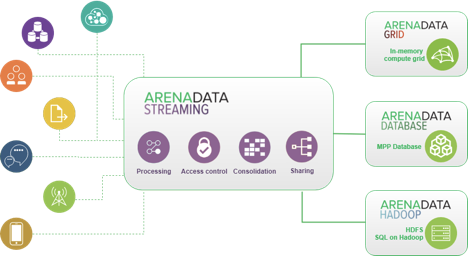 ARENADATA
STREAMING
Processing
Access control
Consolidation
Sharing
ARENADATA
GRID
In-memory
compute grid
ARENADATA
DATABASE
MPP Database
ARENADATA
HADOOP
HDFS
SQL on Hadoop